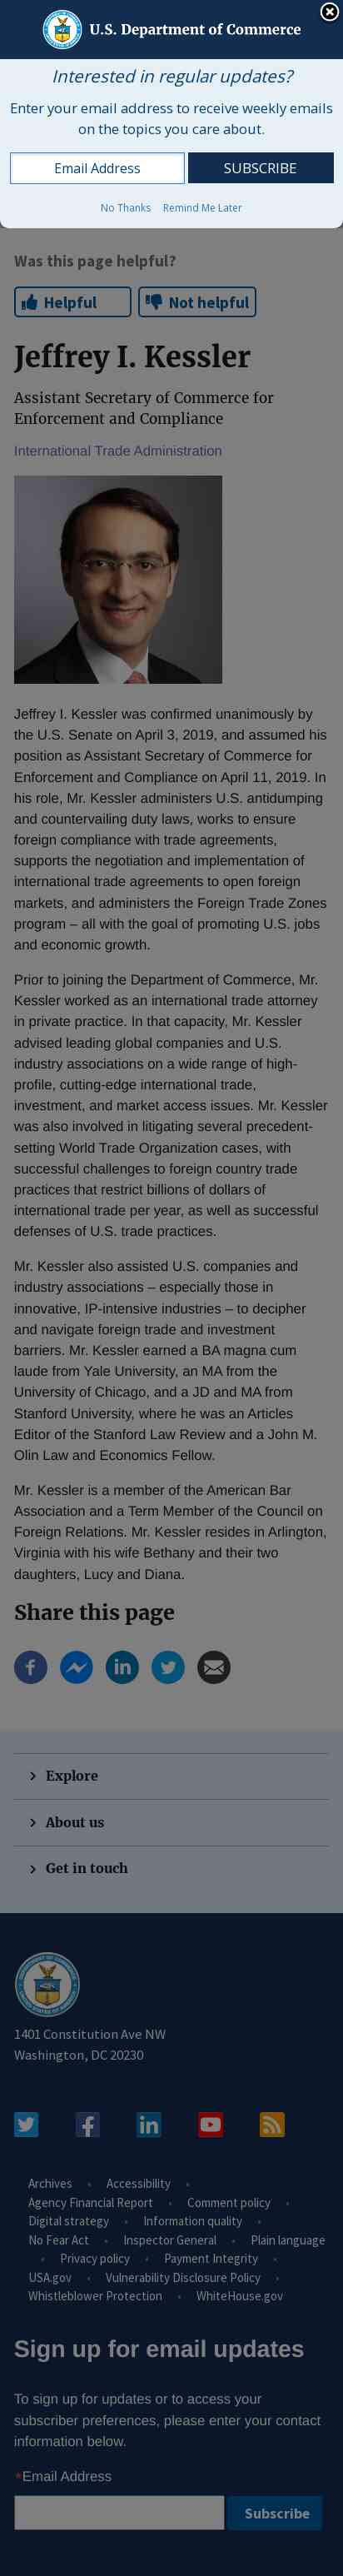 U.S. Department of Commerce
Interested in regular updates?
Enter your email address to receive weekly emails
on the topics you care about.
Email Address SUBSCRIBE
No Thanks Remind Me Later
Was this page helpful?
Helpful Not helpful
Jeffrey I. Kessler
Assistant Secretary of Commerce for
Enforcement and Compliance
International Trade Administration
Jeffrey I. Kessler was confirmed unanimously by
the U.S. Senate on April 3, 2019, and assumed his
position as Assistant Secretary of Commerce for
Enforcement and Compliance on April 11, 2019. In
his role, Mr. Kessler administers U.S. antidumping
and countervailing duty laws, works to ensure
foreign compliance with trade agreements,
supports the negotiation and implementation of
international trade agreements to open foreign
markets, and administers the Foreign Trade Zones
program – all with the goal of promoting U.S. jobs
and economic growth.
Prior to joining the Department of Commerce, Mr.
Kessler worked as an international trade attorney
in private practice. In that capacity, Mr. Kessler
advised leading global companies and U.S.
industry associations on a wide range of high-
profile, cutting-edge international trade,
investment, and market access issues. Mr. Kessler
was also involved in litigating several precedent-
setting World Trade Organization cases, with
successful challenges to foreign country trade
practices that restrict billions of dollars of
international trade per year, as well as successful
defenses of U.S. trade practices.
Mr. Kessler also assisted U.S. companies and
industry associations – especially those in
innovative, IP-intensive industries – to decipher
and navigate foreign trade and investment
barriers. Mr. Kessler earned a BA magna cum
laude from Yale University, an MA from the
University of Chicago, and a JD and MA from
Stanford University, where he was an Articles
Editor of the Stanford Law Review and a John M.
Olin Law and Economics Fellow.
Mr. Kessler is a member of the American Bar
Association and a Term Member of the Council on
Foreign Relations. Mr. Kessler resides in Arlington,
Virginia with his wife Bethany and their two
daughters, Lucy and Diana.
Share this page
Explore
About us
Get in touch
1401 Constitution Ave NW
Washington, DC 20230
Archives • Accessibility •
Agency Financial Report • Comment policy •
Digital strategy • Information quality •
No Fear Act • Inspector General • Plain language
• Privacy policy • Payment Integrity •
USA.gov • Vulnerability Disclosure Policy •
Whistleblower Protection • WhiteHouse.gov
Sign up for email updates
To sign up for updates or to access your
subscriber preferences, please enter your contact
information below.
*Email Address
Subscribe